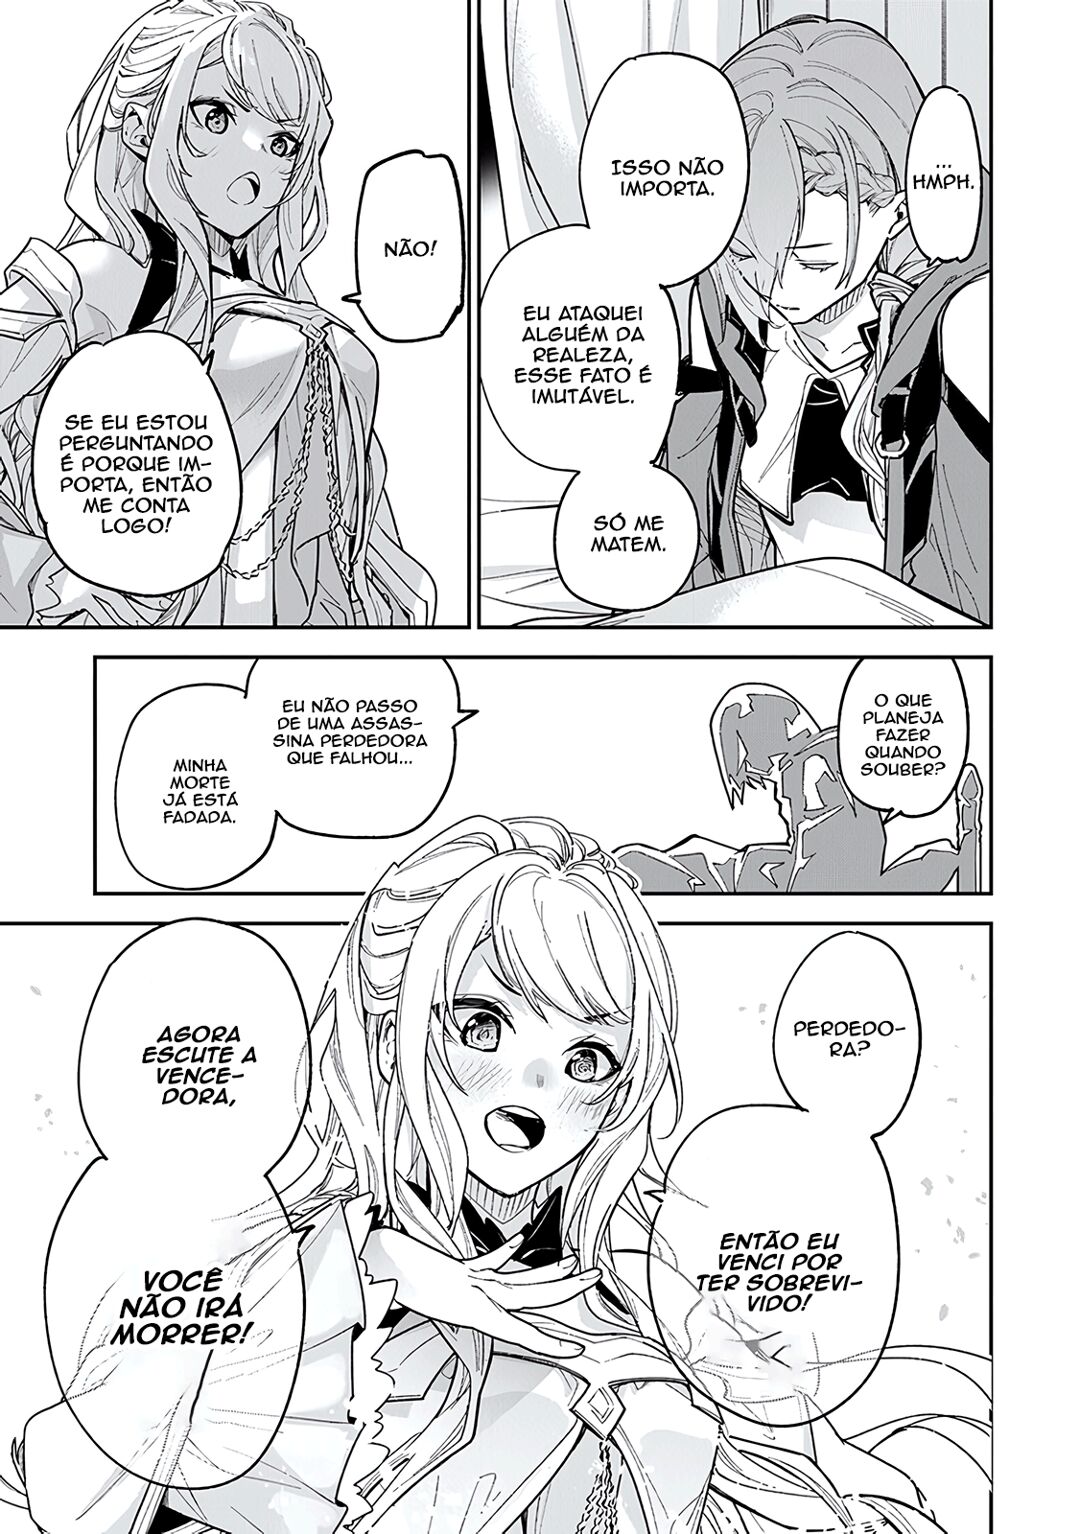 ...
HMPH.
ISSO NÃO
IMPORTA.
EU ATAQUEI
ALGUÉM DA
REALEZA,
ESSE FATO É
IMUTÁVEL.
SÓ ME
MATEM.
NÃO!
SE EU ESTOU
PERGUNTANDO
É PORQUE IM-
PORTA, ENTÃO
ME CONTA
LOGO!
O QUE
PLANEJA
FAZER
QUANDO
SOUBER?
EU NÃO PASSO
DE UMA ASSAS-
SINA PERDEDORA
QUE FALHOU...
MINHA
MORTE
JÁ ESTÁ
FADADA.
PERDEDO-
RA?
ENTÃO EU
VENCI POR
TER SOBREVI-
VIDO!
AGORA
ESCUTE A
VENCE-
DORA,
VOCÊ
NÃO IRÁ
MORRER!